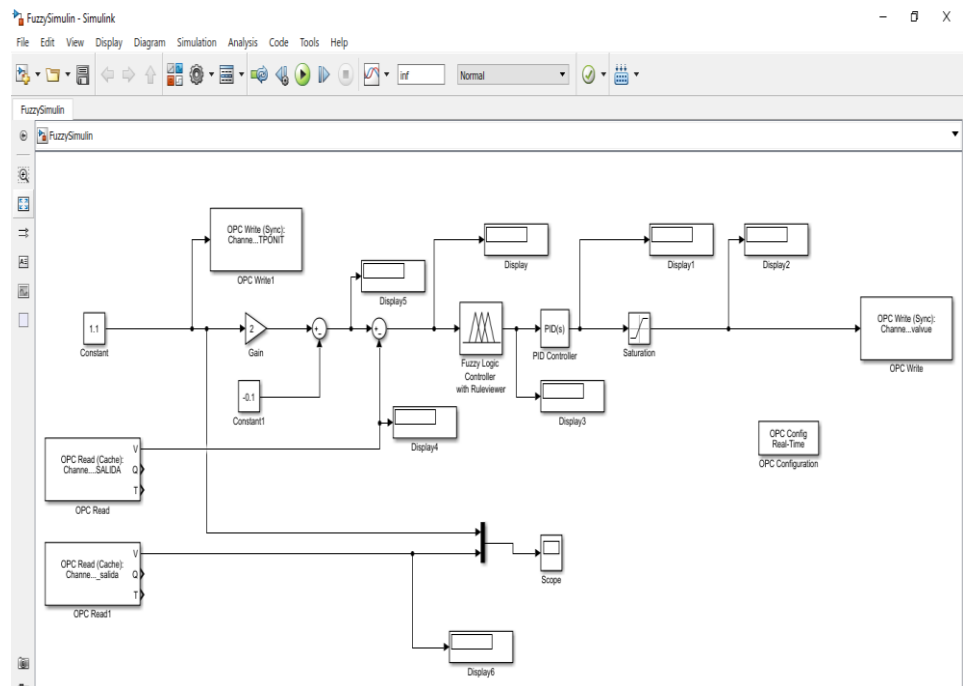 FuzzySimulin - Simulink
File Edit View Display Diagram Simulation Analysis Code Tools Help
inf
Normal
FuzzySimulin
FuzzySimulin
OPC Write (Sync):
Channe...TPONIT
OPC Write1
Display5
Display
Display1
Display2
1.1
Constant
2
Gain
-0.1
Constant1
Fuzzy Logic
Controller
with Ruleviewer
PID(s)
PID Controller
Saturation
OPC Write (Sync):
Channe...valvue
OPC Write
Display3
Display4
OPC Config
Real-Time
OPC Configuration
OPC Read (Cache):
Channe....SALIDA
V
Q
T
OPC Read
OPC Read (Cache):
Channe..._salida
V
Q
T
OPC Read1
Scope
Display6